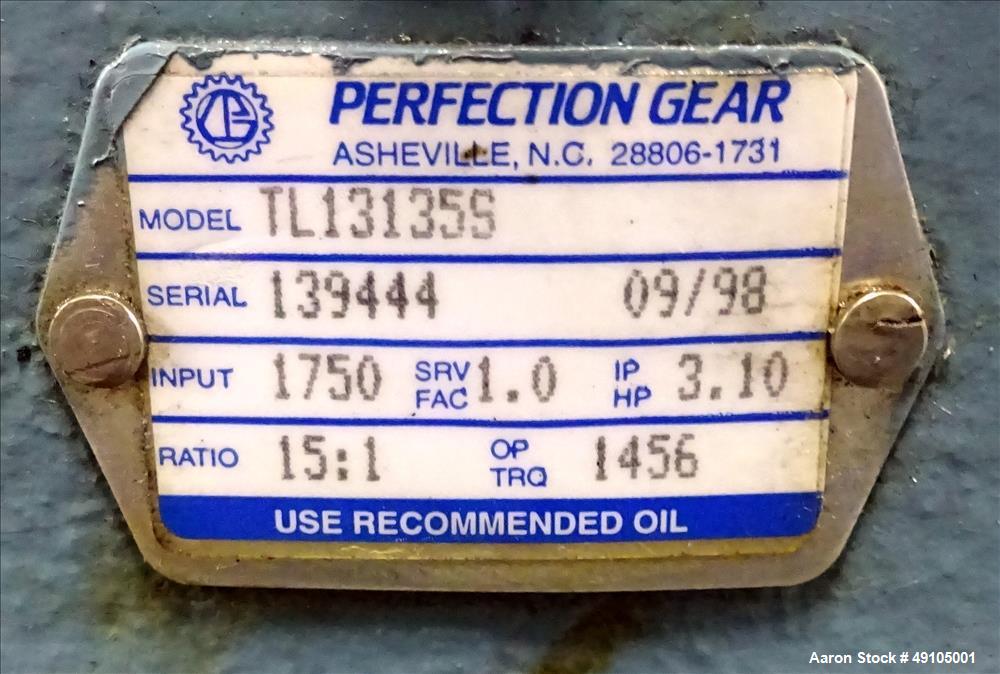 PERFECTION GEAR
ASHEVILLE, N.C. 28806-1731
MODEL TL13135S
SERIAL 139444 09/98
INPUT 1750 SRV FAC 1.0 IP HP 3.10
RATIO 15:1 OP TRQ 1456
USE RECOMMENDED OIL
Aaron Stock # 49105001